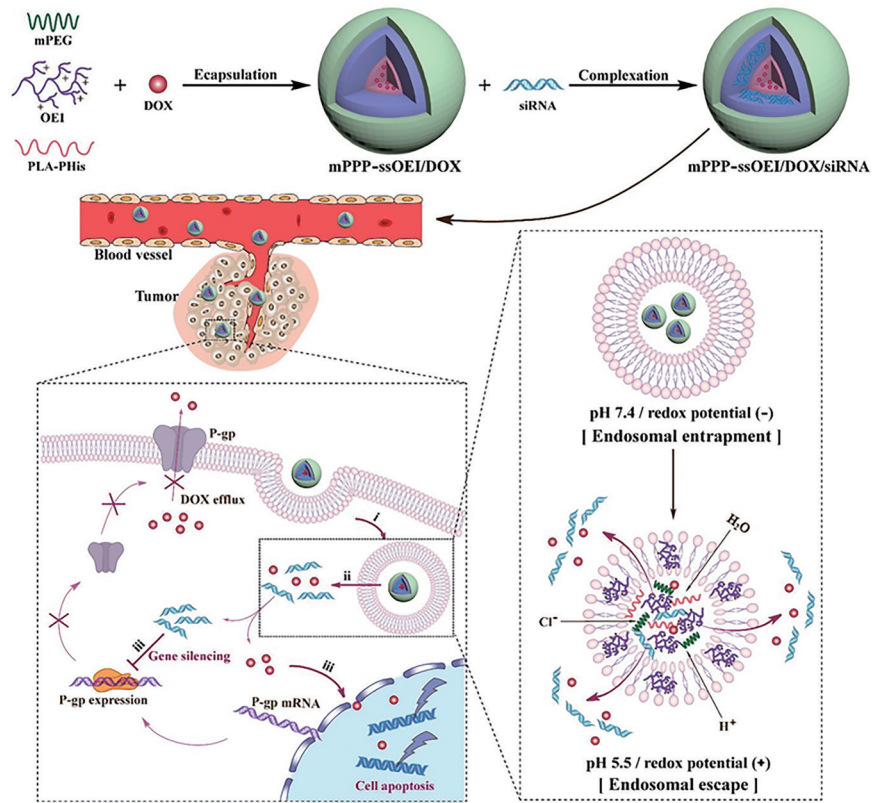 mPEG
+
+
+
+
+
OEI
PLA-PHis
+
DOX
Ecapsulation
mPPP-ssOEI/DOX
+
siRNA
Complexation
mPPP-ssOEI/DOX/siRNA
Blood vessel
Tumor
pH 7.4 / redox potential (-)
[ Endosomal entrapment ]
P-gp
DOX efflux
i
ii
iii
Gene silencing
P-gp expression
iii
P-gp mRNA
Cell apoptosis
H₂O
Cl⁻
H⁺
pH 5.5 / redox potential (+)
[ Endosomal escape ]